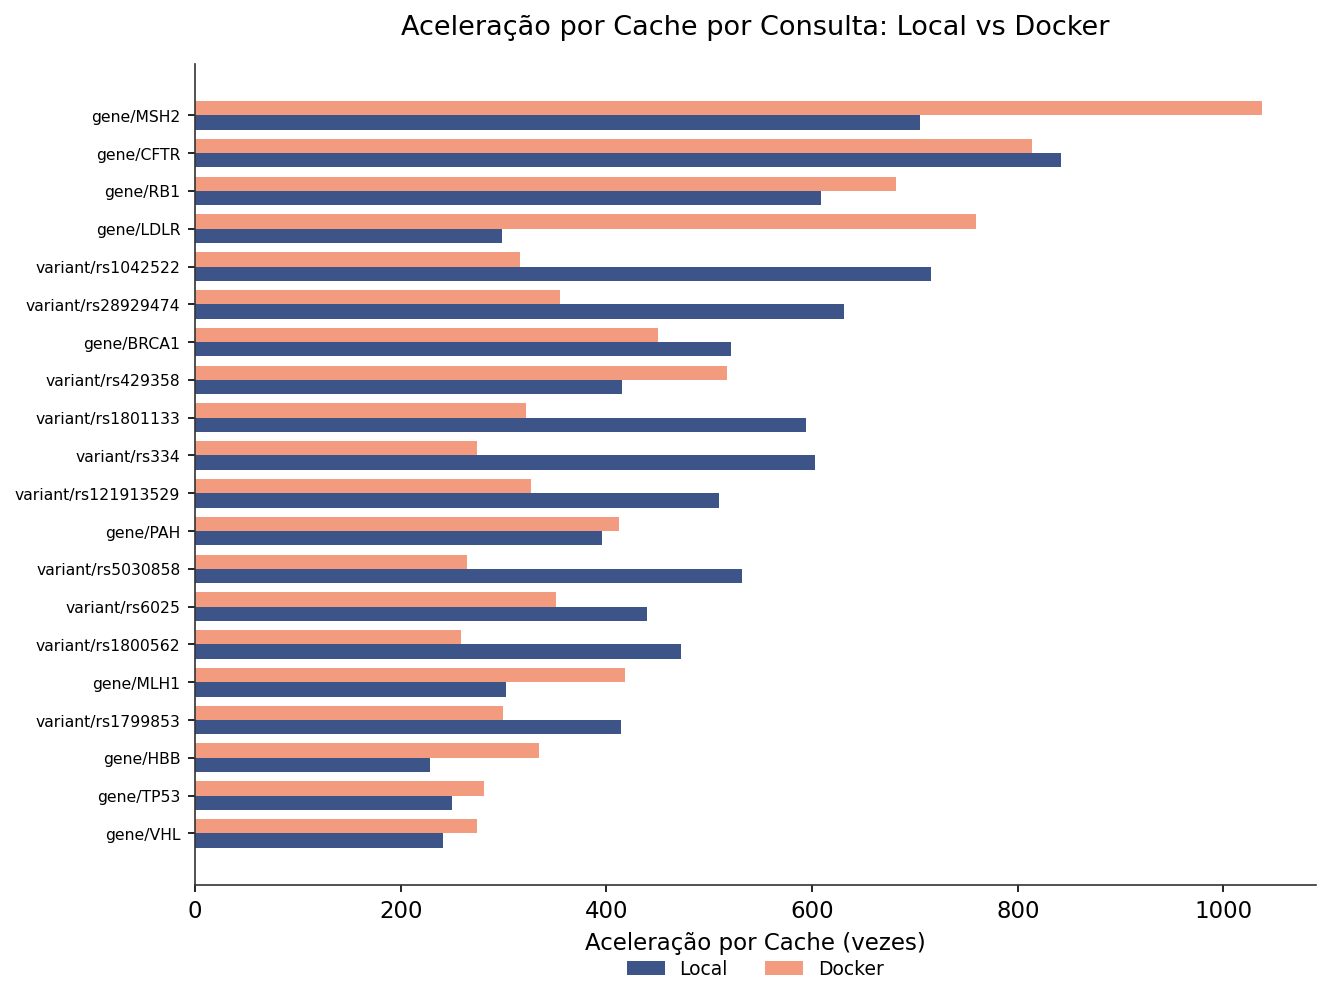 Aceleração por Cache por Consulta: Local vs Docker
gene/MSH2
gene/CFTR
gene/RB1
gene/LDLR
variant/rs1042522
variant/rs28929474
gene/BRCA1
variant/rs429358
variant/rs1801133
variant/rs334
variant/rs121913529
gene/PAH
variant/rs5030858
variant/rs6025
variant/rs1800562
gene/MLH1
variant/rs1799853
gene/HBB
gene/TP53
gene/VHL
0 200 400 600 800 1000
Aceleração por Cache (vezes)
Local Docker